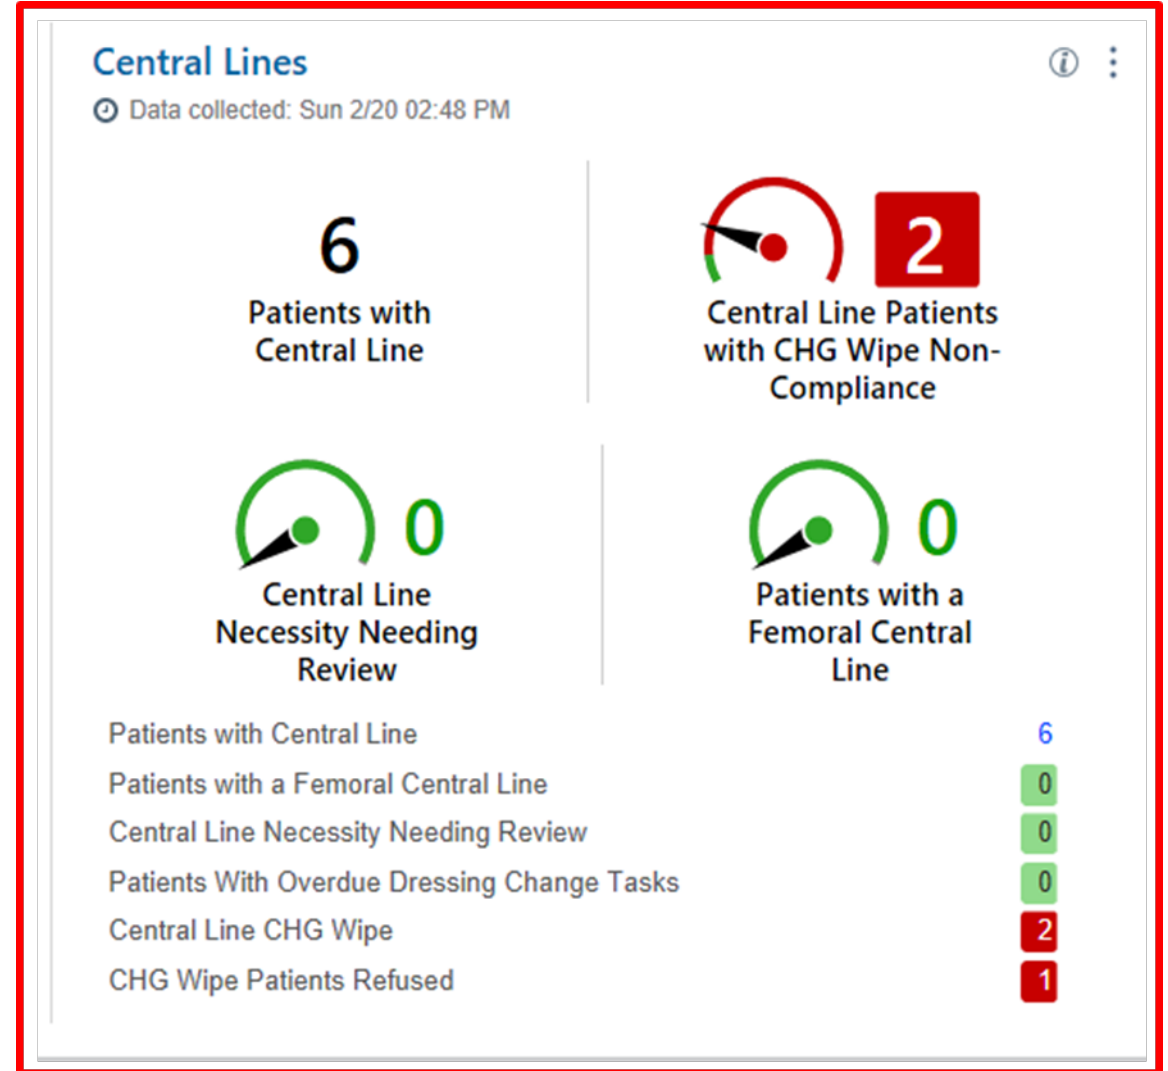 Central Lines
Data collected: Sun 2/20 02:48 PM
6
Patients with
Central Line
2
Central Line Patients
with CHG Wipe Non-
Compliance
0
Central Line
Necessity Needing
Review
0
Patients with a
Femoral Central
Line
Patients with Central Line 6
Patients with a Femoral Central Line 0
Central Line Necessity Needing Review 0
Patients With Overdue Dressing Change Tasks 0
Central Line CHG Wipe 2
CHG Wipe Patients Refused 1